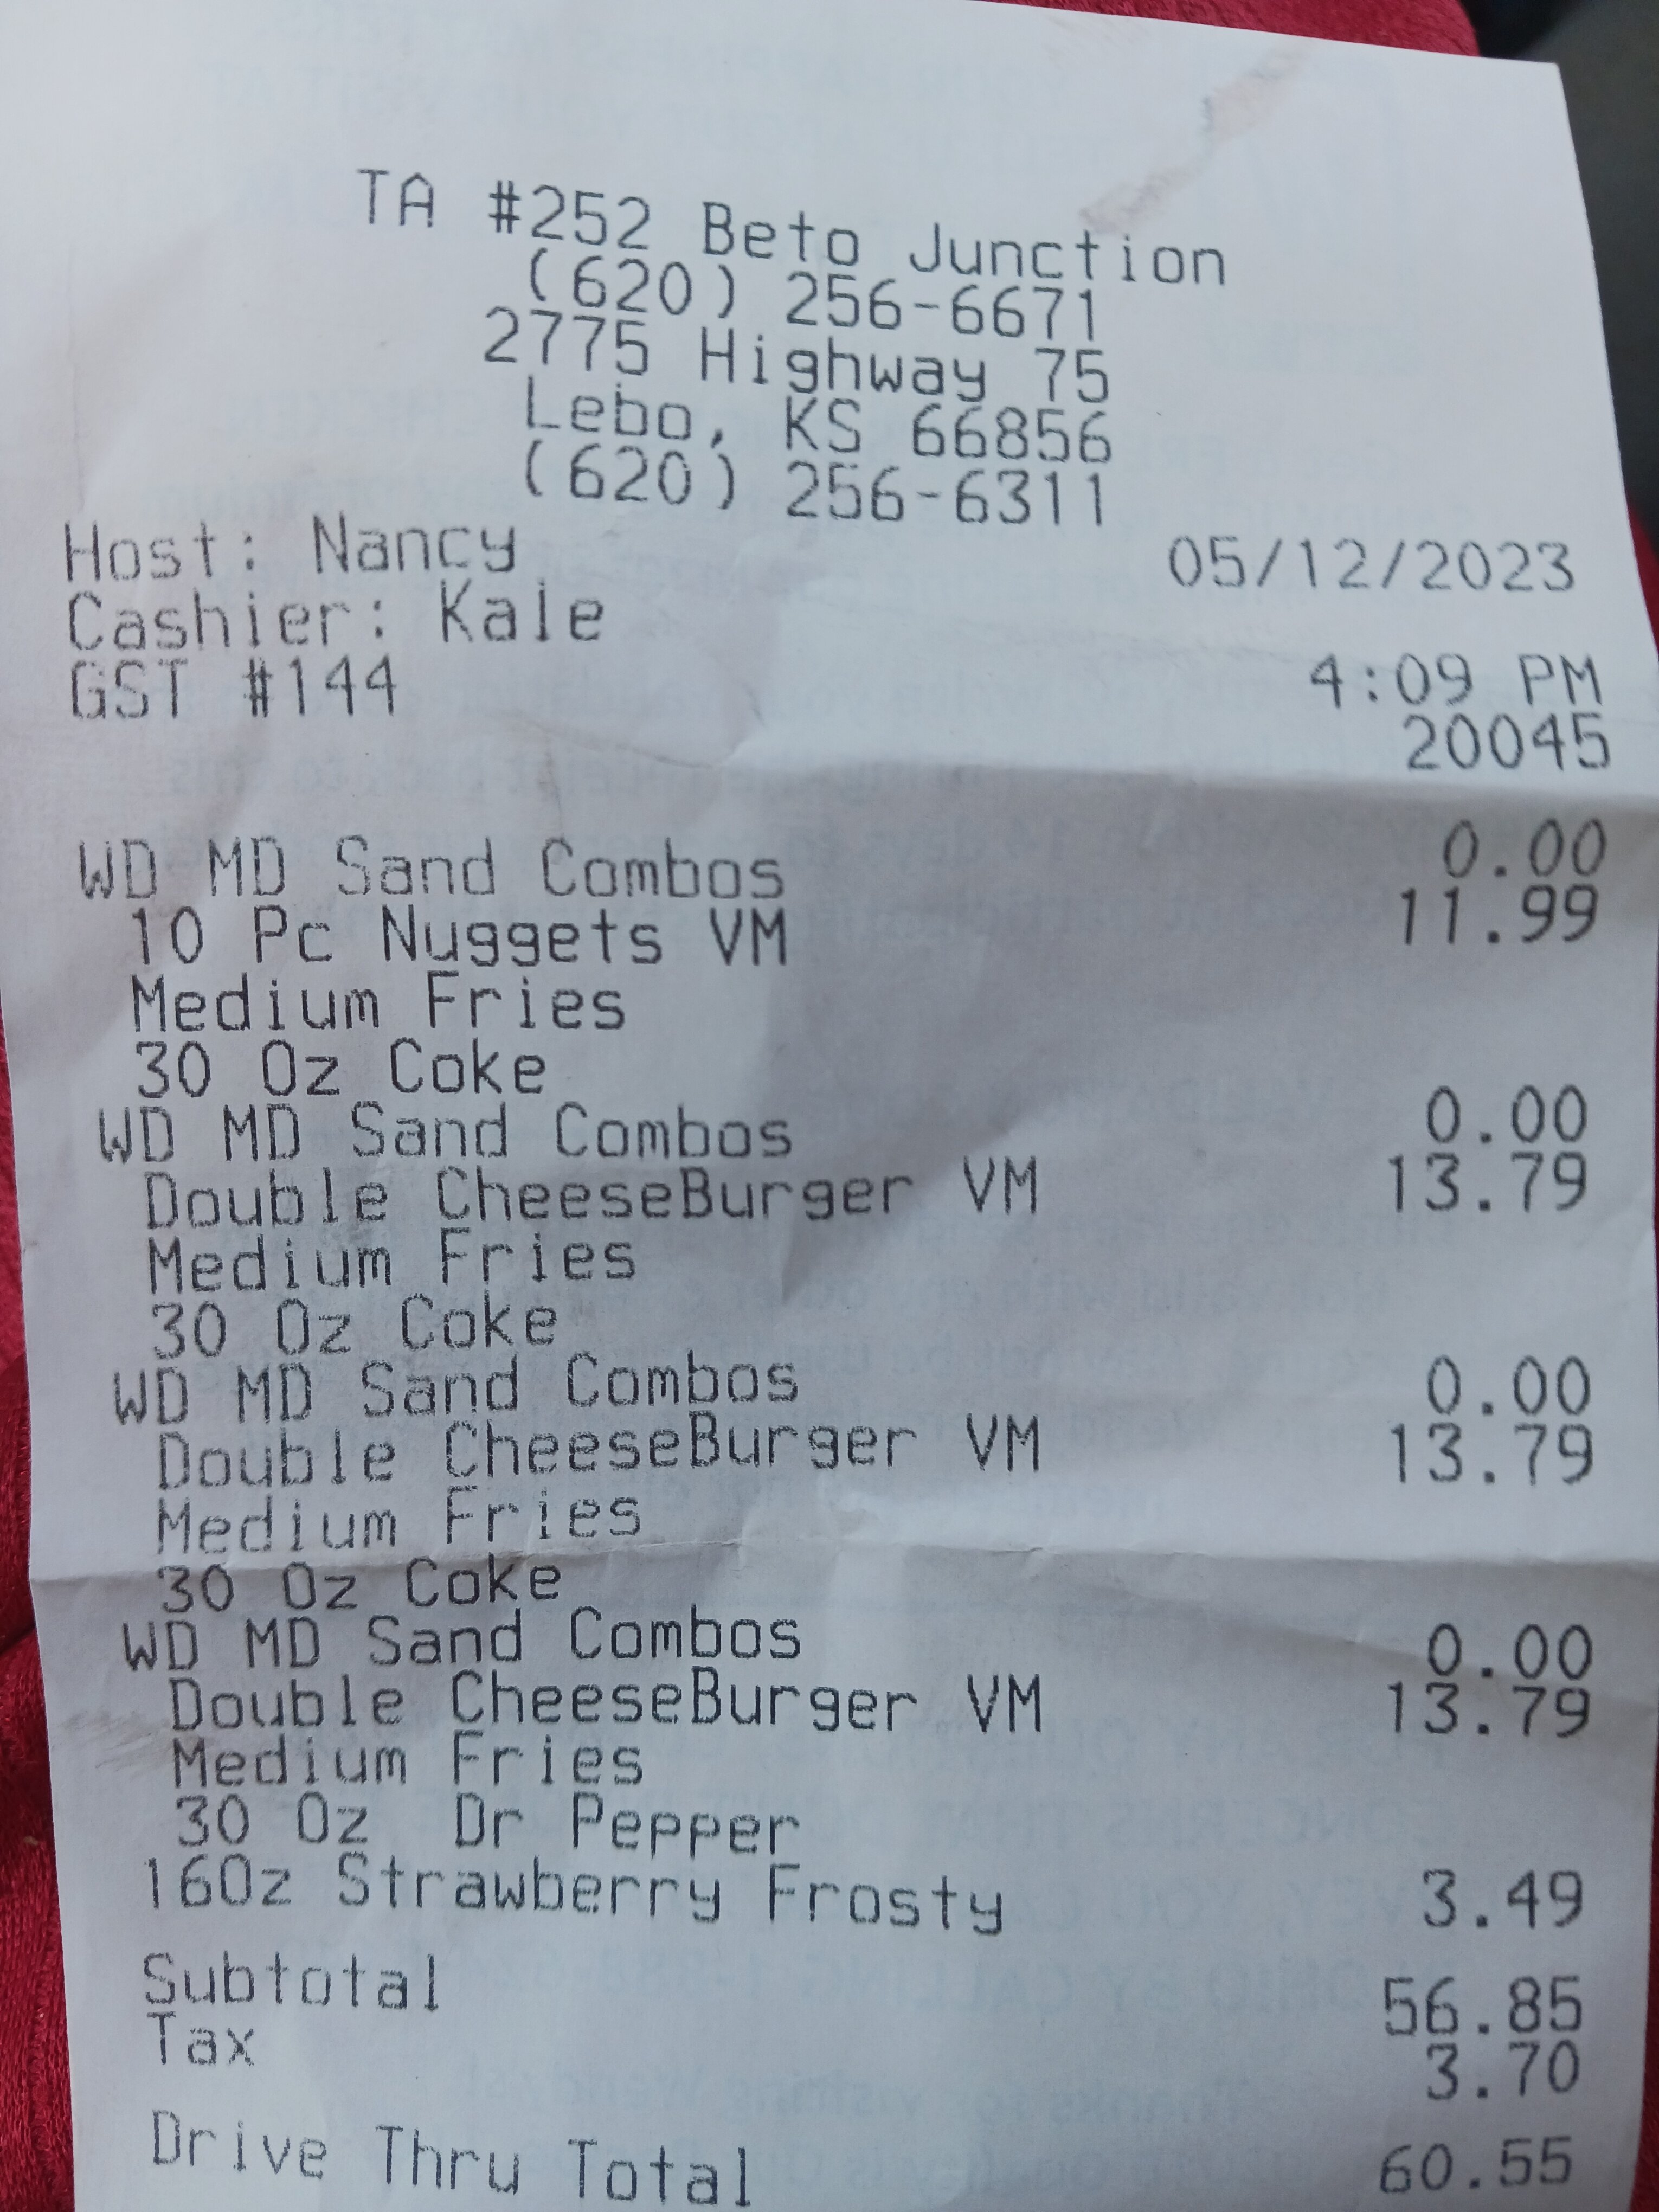 TA #252 Beto Junction
(620) 256-6671
2775 Highway 75
Lebo, KS 66856
(620) 256-6311
Host: Nancy 05/12/2023
Cashier: Kale 4:09 PM
GST #144 20045
WD MD Sand Combos 0.00
10 Pc Nuggets VM 11.99
Medium Fries
30 Oz Coke
WD MD Sand Combos 0.00
Double CheeseBurger VM 13.79
Medium Fries
30 Oz Coke
WD MD Sand Combos 0.00
Double CheeseBurger VM 13.79
Medium Fries
30 Oz Coke
WD MD Sand Combos 0.00
Double CheeseBurger VM 13.79
Medium Fries
30 Oz Dr Pepper
16Oz Strawberry Frosty 3.49
Subtotal 56.85
Tax 3.70
Drive Thru Total 60.55